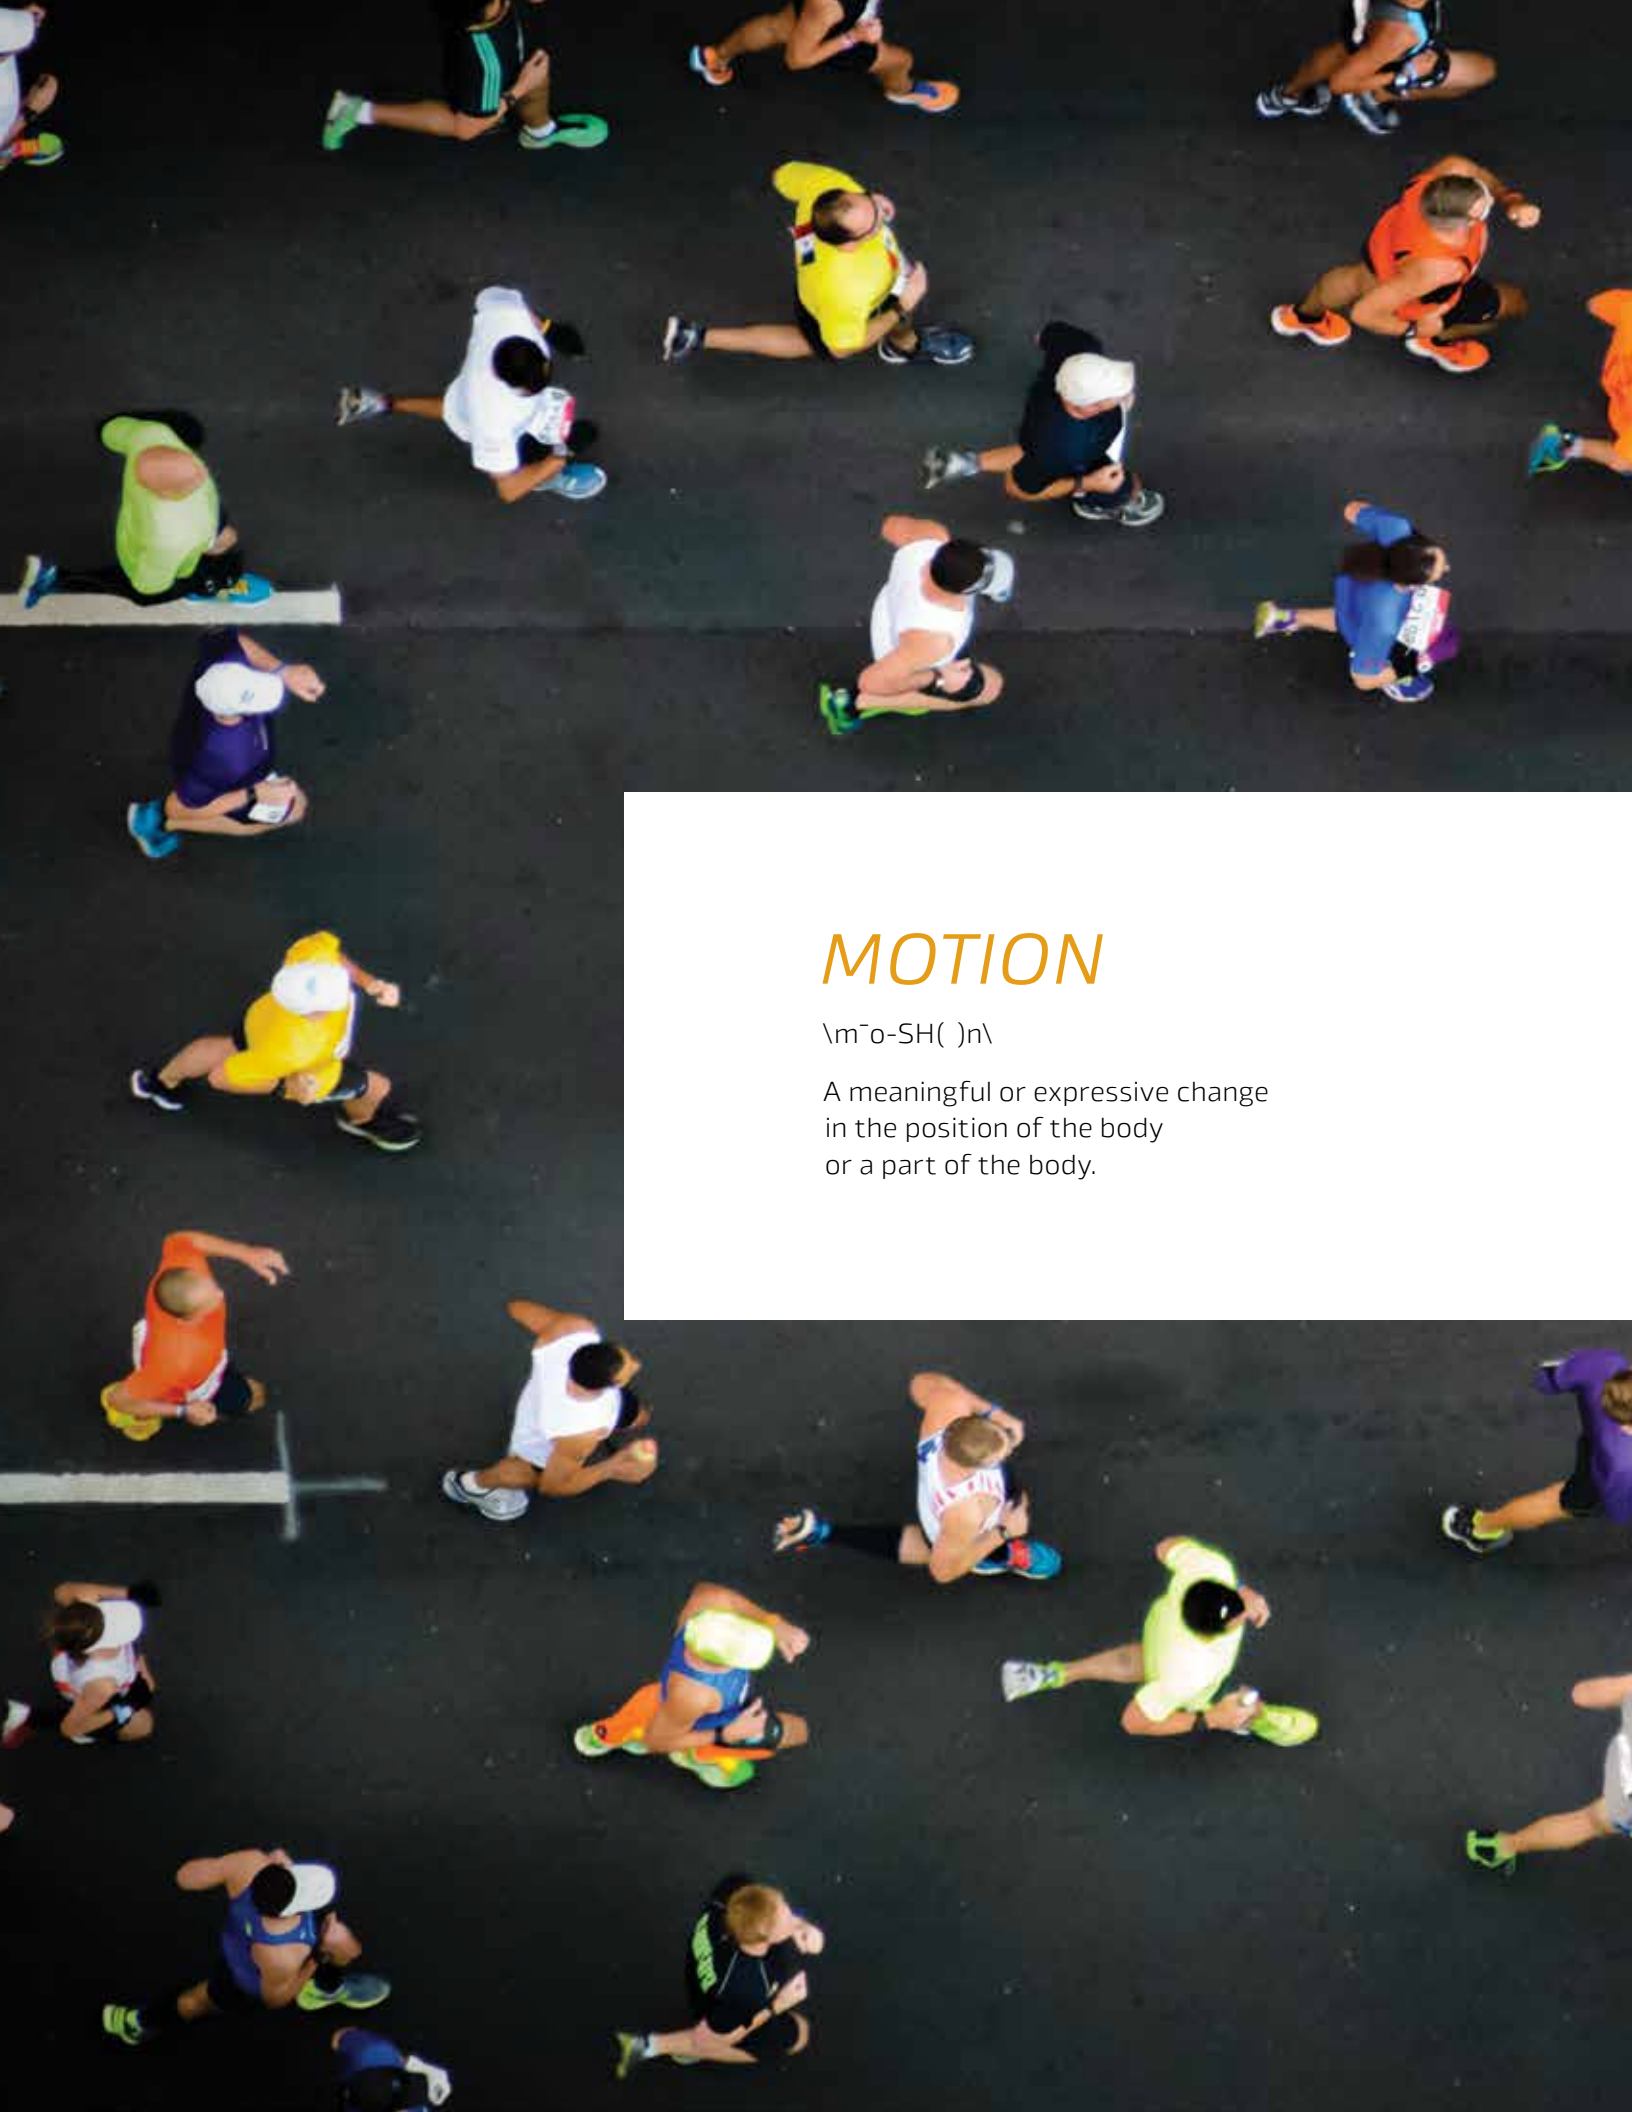 MOTION
\m¯o-SH( )n\
A meaningful or expressive change
in the position of the body
or a part of the body.